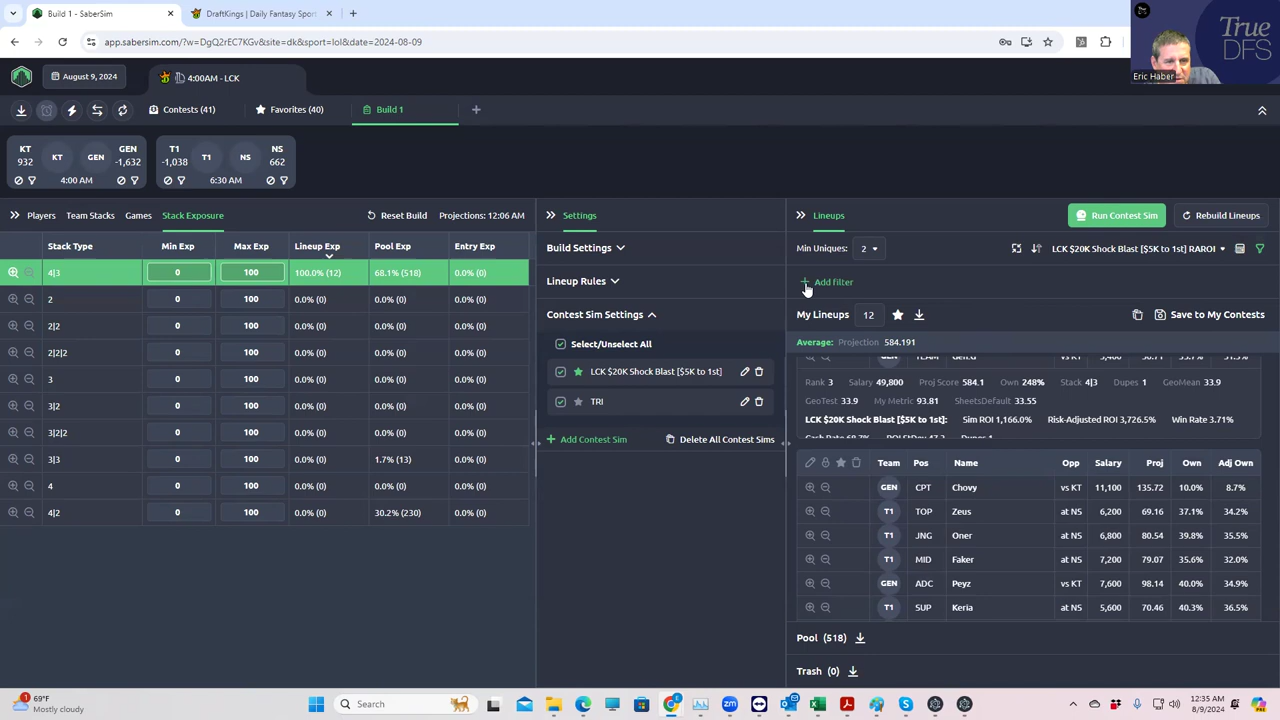 Build 1 - SaberSim
DraftKings | Daily Fantasy Sport
app.sabersim.com/?w=DgQ2rEC7KGv&site=dk&sport=lol&date=2024-08-09
True DFS
Eric Haber
August 9, 2024
4:00AM - LCK
Contests (41)
Favorites (40)
Build 1
KT 932 KT GEN GEN -1,632
4:00 AM
T1 -1,038 T1 NS NS 662
6:30 AM
Players Team Stacks Games Stack Exposure Reset Build Projections: 12:06 AM
Stack Type Min Exp Max Exp Lineup Exp Pool Exp Entry Exp
4|3 0 100 100.0% (12) 68.1% (518) 0.0% (0)
2 0 100 0.0% (0) 0.0% (0) 0.0% (0)
2|2 0 100 0.0% (0) 0.0% (0) 0.0% (0)
2|2|2 0 100 0.0% (0) 0.0% (0) 0.0% (0)
3 0 100 0.0% (0) 0.0% (0) 0.0% (0)
3|2 0 100 0.0% (0) 0.0% (0) 0.0% (0)
3|2|2 0 100 0.0% (0) 0.0% (0) 0.0% (0)
3|3 0 100 0.0% (0) 1.7% (13) 0.0% (0)
4 0 100 0.0% (0) 0.0% (0) 0.0% (0)
4|2 0 100 0.0% (0) 30.2% (230) 0.0% (0)
Settings
Build Settings
Lineup Rules
Contest Sim Settings
Select/Unselect All
LCK $20K Shock Blast [$5K to 1st]
TRI
Add Contest Sim Delete All Contest Sims
Lineups Run Contest Sim Rebuild Lineups
Min Uniques: 2 LCK $20K Shock Blast [$5K to 1st] RAROI
Add filter
My Lineups 12 Save to My Contests
Average: Projection 584.191
Rank 3 Salary 49,800 Proj Score 584.1 Own 248% Stack 4|3 Dupes 1 GeoMean 33.9
GeoTest 33.9 My Metric 93.81 SheetsDefault 33.55
LCK $20K Shock Blast [$5K to 1st]: Sim ROI 1,166.0% Risk-Adjusted ROI 3,726.5% Win Rate 3.71%
Team Pos Name Opp Salary Proj Own Adj Own
GEN CPT Chovy vs KT 11,100 135.72 10.0% 8.7%
T1 TOP Zeus at NS 6,200 69.16 37.1% 34.2%
T1 JNG Oner at NS 6,800 80.54 39.8% 35.5%
T1 MID Faker at NS 7,200 79.07 35.6% 32.0%
GEN ADC Peyz vs KT 7,600 98.14 40.0% 34.9%
T1 SUP Keria at NS 5,600 70.46 40.3% 36.5%
Pool (518)
Trash (0)
69°F
Mostly cloudy
Search
12:35 AM
8/9/2024